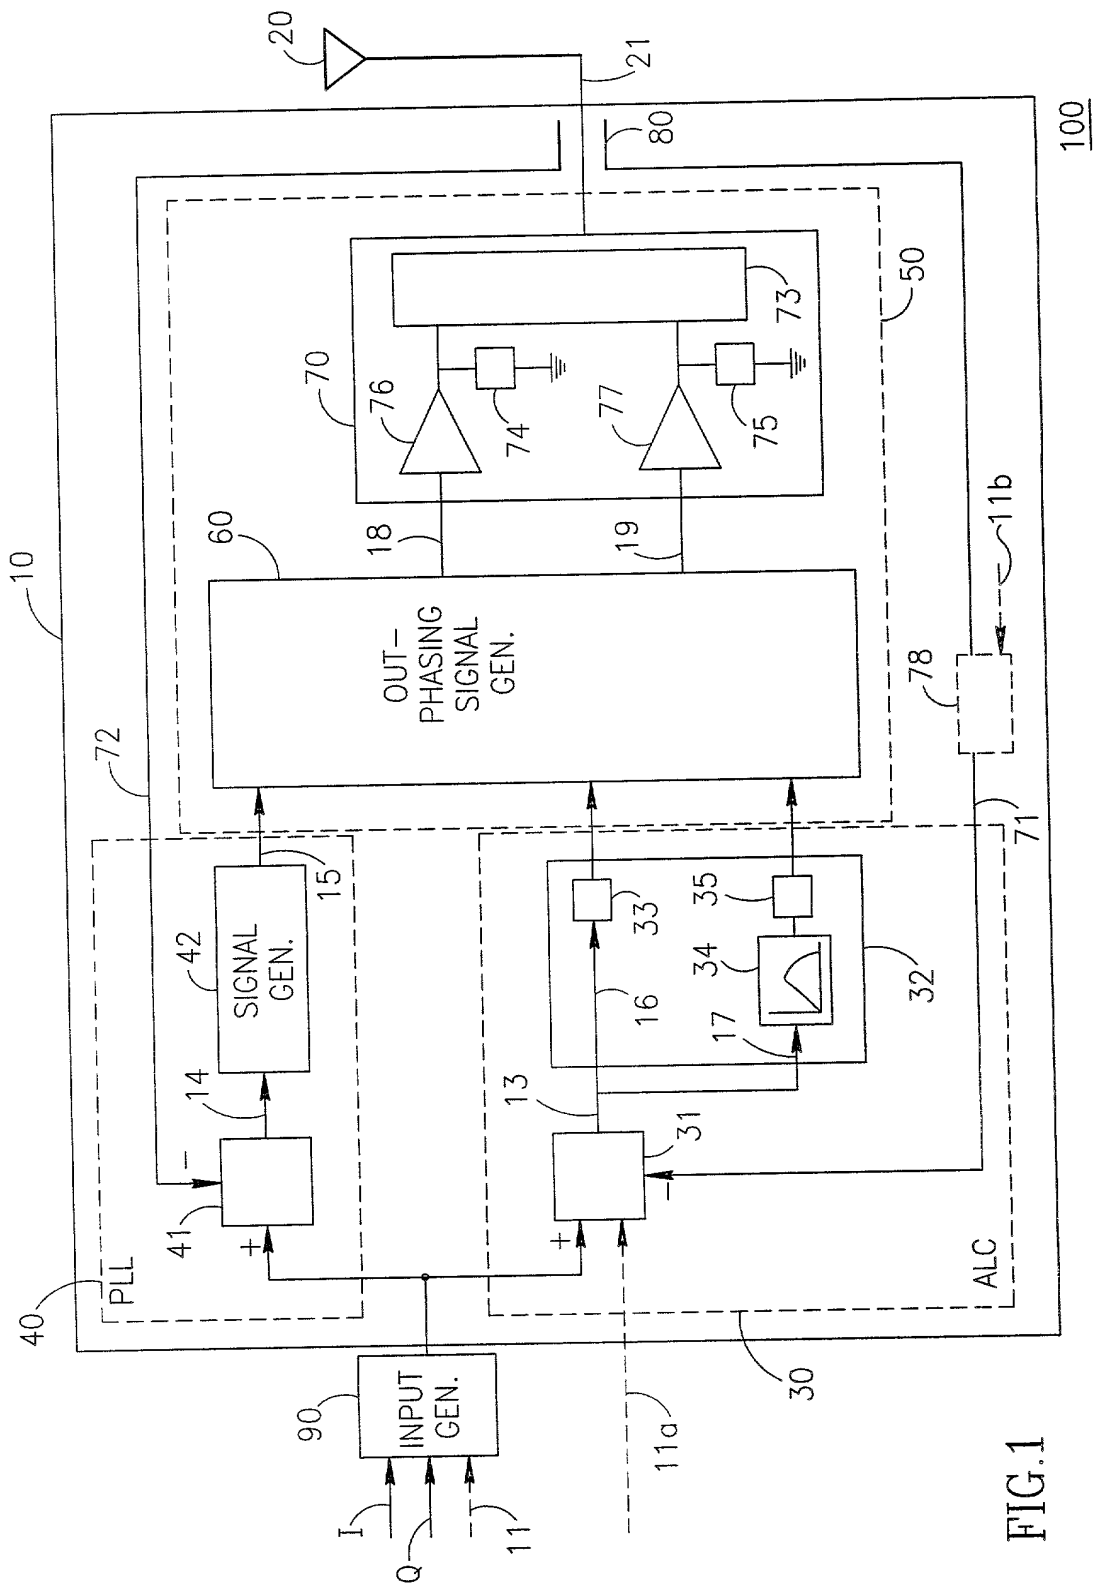 20
21
80
100
10
72
60
70
76
74
77
75
73
50
18
19
OUT-
PHASING
SIGNAL
GEN.
78
11b
71
15
42
SIGNAL
GEN.
14
41
-
+
PLL
40
33
35
34
32
16
17
13
31
-
+
ALC
30
90
INPUT
GEN.
I
Q
11
11a
FIG.1